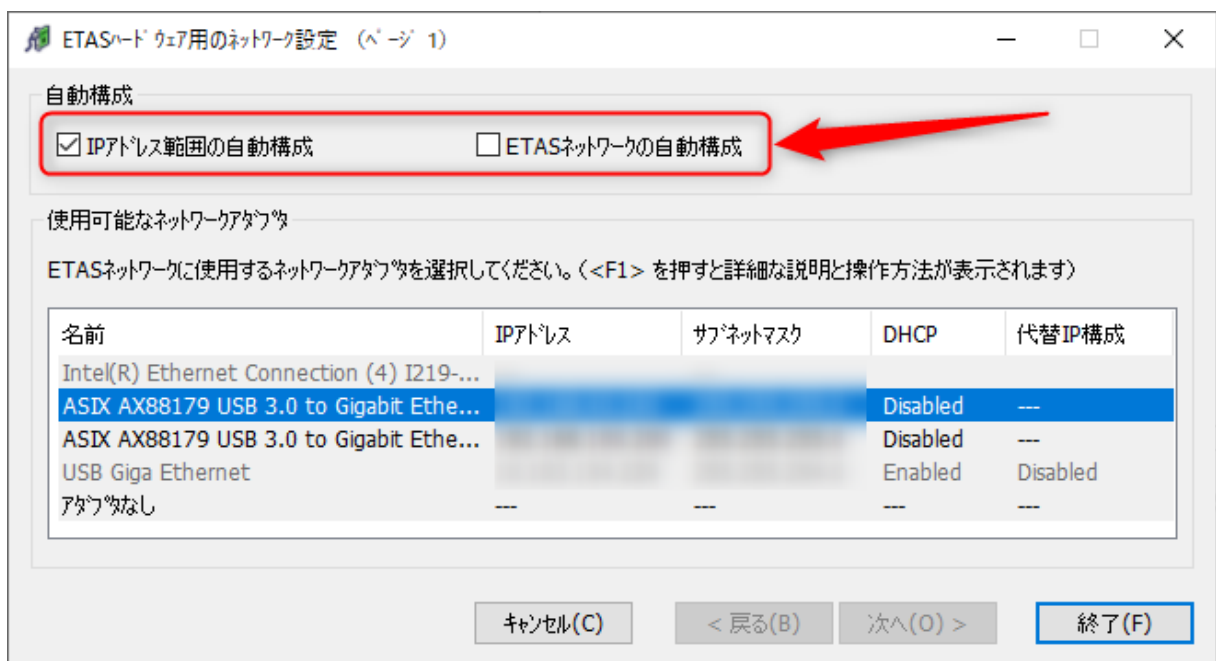 ETASﾊｰﾄﾞｳｪｱ用のﾈｯﾄﾜｰｸ設定 (ﾍﾟｰｼﾞ 1)
自動構成
IPｱﾄﾞﾚｽ範囲の自動構成 ETASﾈｯﾄﾜｰｸの自動構成
使用可能なﾈｯﾄﾜｰｸｱﾀﾞﾌﾟﾀ
ETASﾈｯﾄﾜｰｸに使用するﾈｯﾄﾜｰｸｱﾀﾞﾌﾟﾀを選択してください。(<F1> を押すと詳細な説明と操作方法が表示されます)
名前 IPｱﾄﾞﾚｽ ｻﾌﾞﾈｯﾄﾏｽｸ DHCP 代替IP構成
Intel(R) Ethernet Connection (4) I219-...
ASIX AX88179 USB 3.0 to Gigabit Ethe... Disabled ---
ASIX AX88179 USB 3.0 to Gigabit Ethe... Disabled ---
USB Giga Ethernet Enabled Disabled
ｱﾀﾞﾌﾟﾀなし --- --- --- ---
ｷｬﾝｾﾙ(C) < 戻る(B) 次へ(O) > 終了(F)